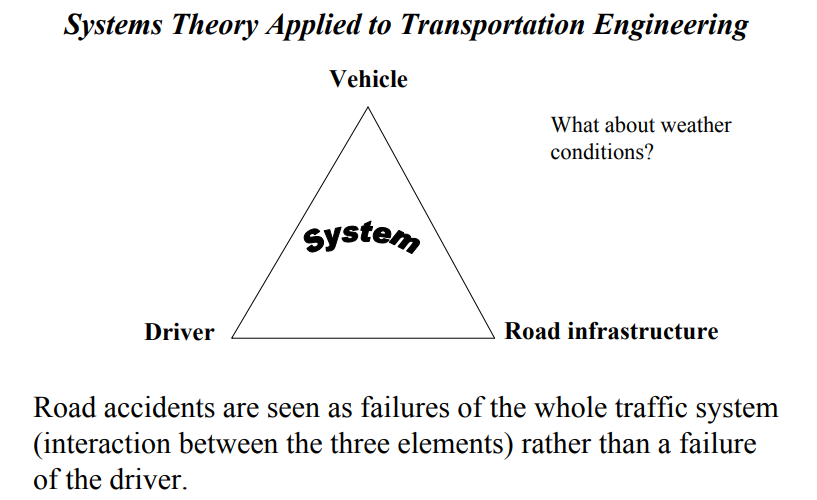 Systems Theory Applied to Transportation Engineering
Vehicle
What about weather
conditions?
System
Driver
Road infrastructure
Road accidents are seen as failures of the whole traffic system
(interaction between the three elements) rather than a failure
of the driver.